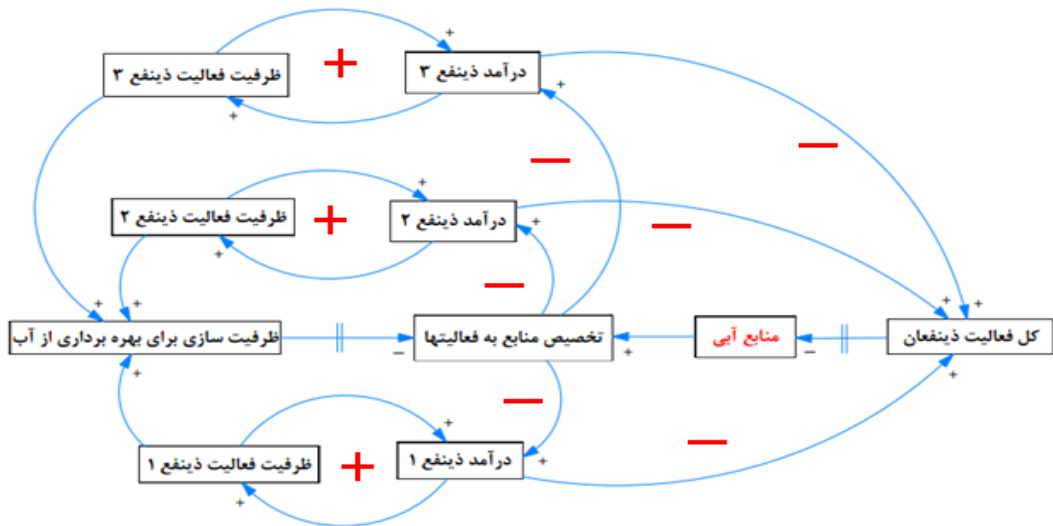 ظرفیت فعالیت ذینفع ۳
درآمد ذینفع ۳
ظرفیت فعالیت ذینفع ۲
درآمد ذینفع ۲
ظرفیت سازی برای بهره برداری از آب
تخصیص منابع به فعالیتها
منابع آبی
کل فعالیت ذینفعان
ظرفیت فعالیت ذینفع ۱
درآمد ذینفع ۱